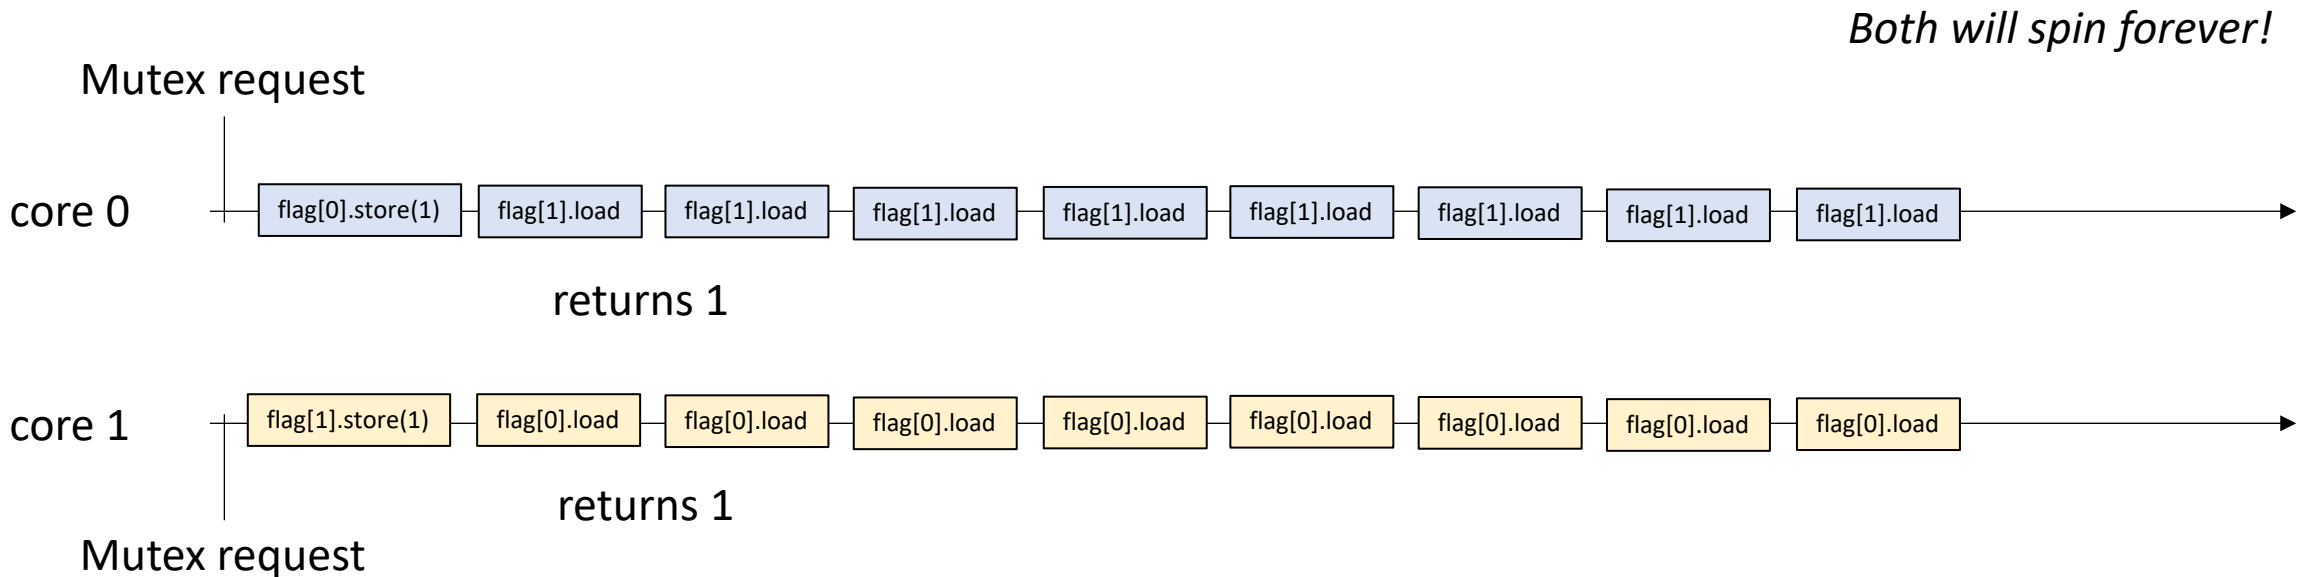 Both will spin forever!
Mutex request
core 0
flag[0].store(1) flag[1].load flag[1].load flag[1].load flag[1].load flag[1].load flag[1].load flag[1].load flag[1].load
returns 1
core 1
flag[1].store(1) flag[0].load flag[0].load flag[0].load flag[0].load flag[0].load flag[0].load flag[0].load flag[0].load
returns 1
Mutex request